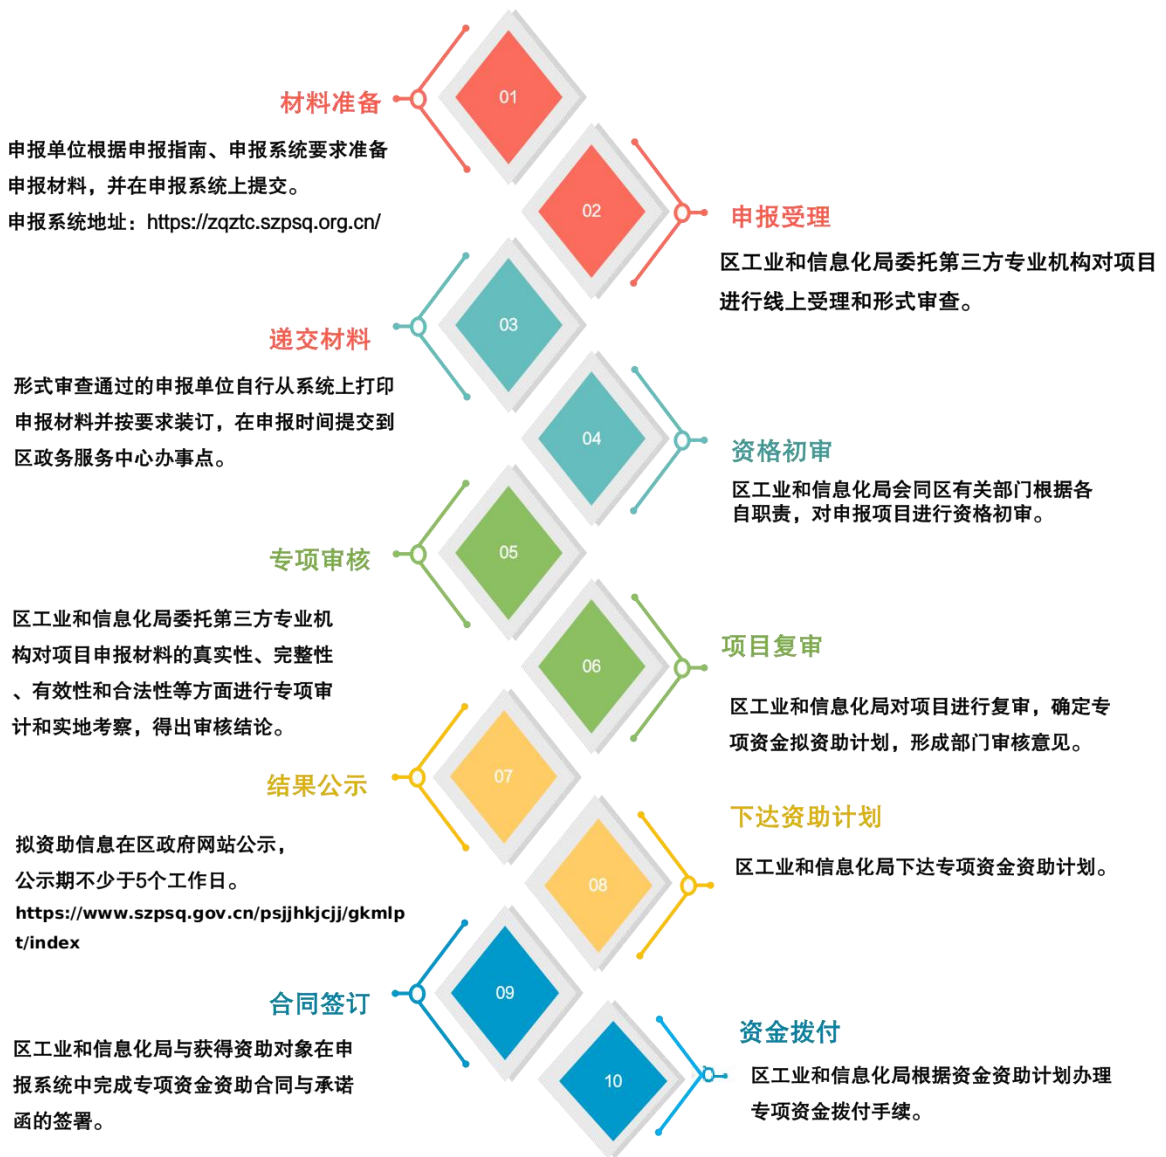 01
材料准备
申报单位根据申报指南、申报系统要求准备
申报材料，并在申报系统上提交。
申报系统地址：https://zqztc.szpsq.org.cn/
02
申报受理
区工业和信息化局委托第三方专业机构对项目
进行线上受理和形式审查。
03
递交材料
形式审查通过的申报单位自行从系统上打印
申报材料并按要求装订，在申报时间提交到
区政务服务中心办事点。
04
资格初审
区工业和信息化局会同区有关部门根据各
自职责，对申报项目进行资格初审。
05
专项审核
区工业和信息化局委托第三方专业机
构对项目申报材料的真实性、完整性
、有效性和合法性等方面进行专项审
计和实地考察，得出审核结论。
06
项目复审
区工业和信息化局对项目进行复审，确定专
项资金拟资助计划，形成部门审核意见。
07
结果公示
拟资助信息在区政府网站公示，
公示期不少于5个工作日。
https://www.szpsq.gov.cn/psjjhkjcjj/gkmlp
t/index
08
下达资助计划
区工业和信息化局下达专项资金资助计划。
09
合同签订
区工业和信息化局与获得资助对象在申
报系统中完成专项资金资助合同与承诺
函的签署。
10
资金拨付
区工业和信息化局根据资金资助计划办理
专项资金拨付手续。